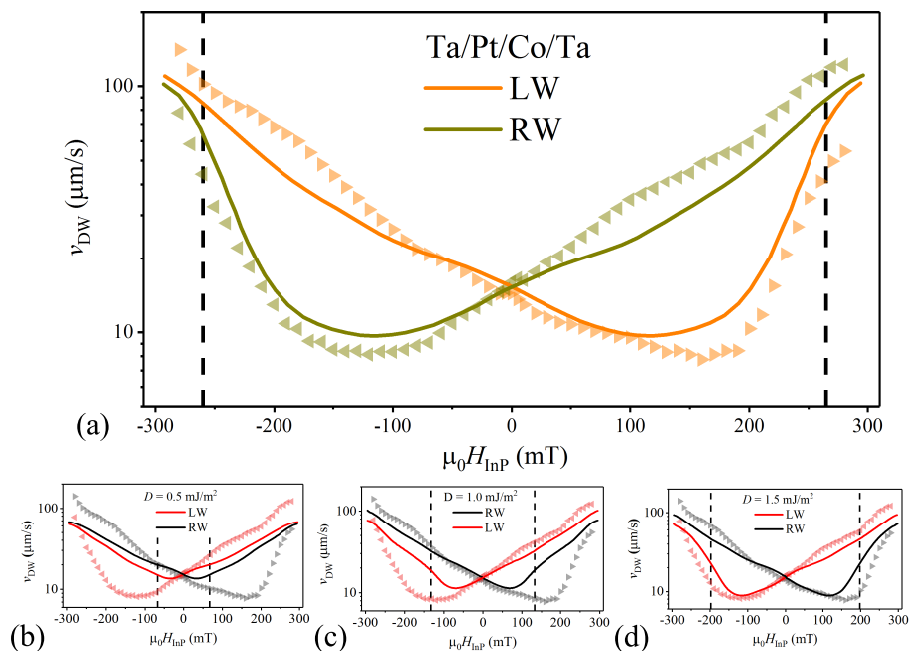 Ta/Pt/Co/Ta
LW
RW
v_DW (μm/s)
100
10
-300 -200 -100 0 100 200 300
μ₀H_InP (mT)
(a)
D = 0.5 mJ/m²
LW
RW
v_DW (μm/s)
100
10
-300 -200 -100 0 100 200 300
μ₀H_InP (mT)
(b)
D = 1.0 mJ/m²
RW
LW
v_DW (μm/s)
100
10
-300 -200 -100 0 100 200 300
μ₀H_InP (mT)
(c)
D = 1.5 mJ/m²
LW
RW
v_DW (μm/s)
100
10
-300 -200 -100 0 100 200 300
μ₀H_InP (mT)
(d)